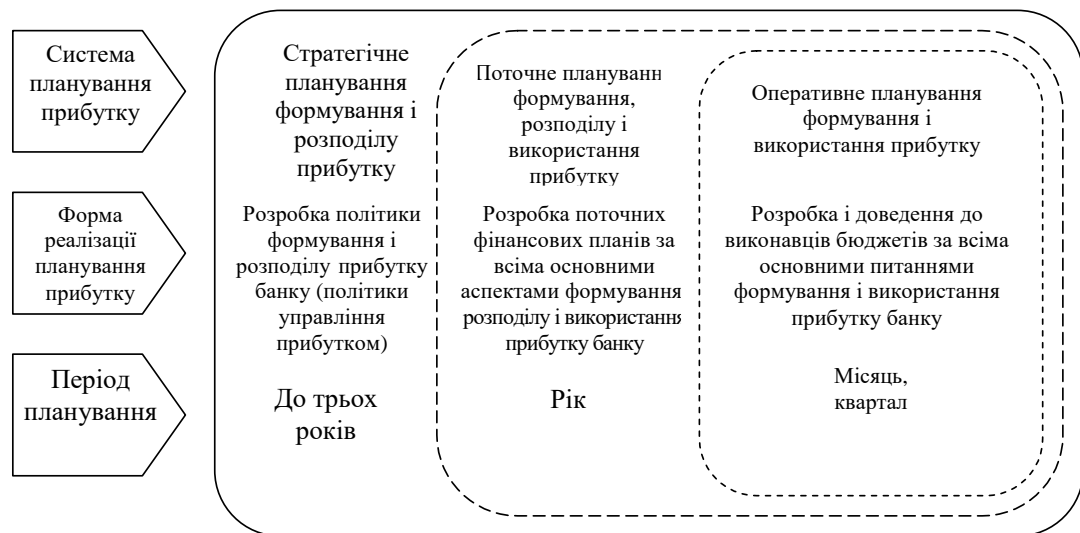 Система
планування
прибутку
Стратегічне
планування
формування і
розподілу
прибутку
Поточне плануванн
формування,
розподілу і
використання
прибутку
Оперативне планування
формування і
використання прибутку
Форма
реалізації
планування
прибутку
Розробка політики
формування і
розподілу прибутку
банку (політики
управління
прибутком)
Розробка поточних
фінансових планів за
всіма основними
аспектами формування
розподілу і використання
прибутку банку
Розробка і доведення до
виконавців бюджетів за всіма
основними питаннями
формування і використання
прибутку банку
Період
планування
До трьох
років
Рік
Місяць,
квартал